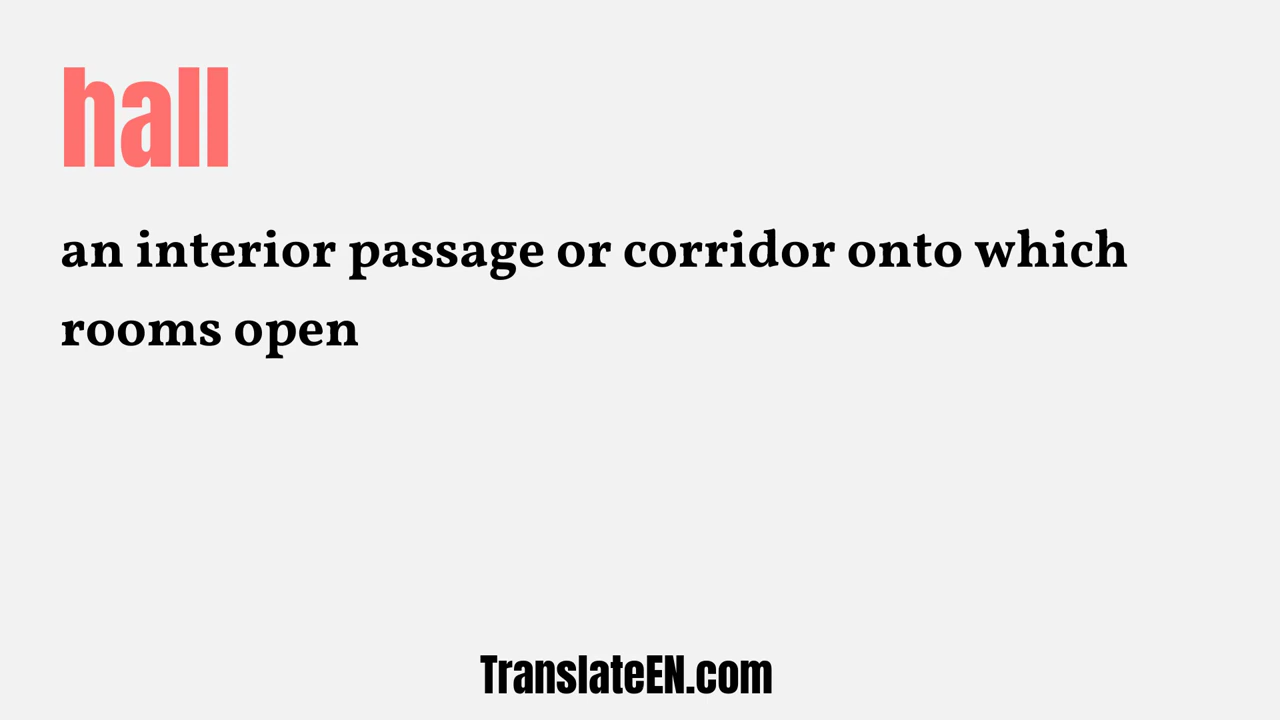 hall
an interior passage or corridor onto which
rooms open
TranslateEN.com